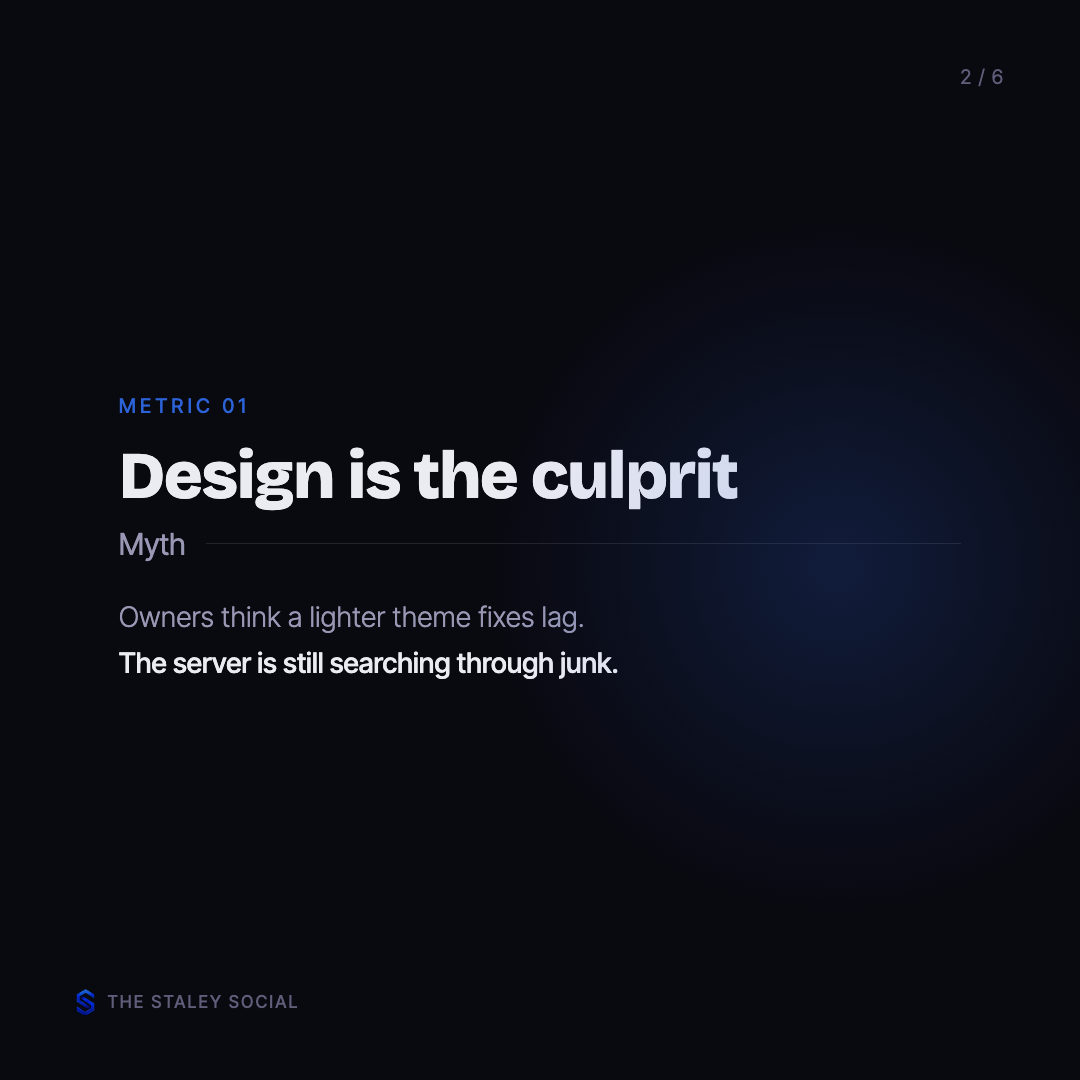 2 / 6
METRIC 01
Design is the culprit
Myth
Owners think a lighter theme fixes lag.
The server is still searching through junk.
THE STALEY SOCIAL